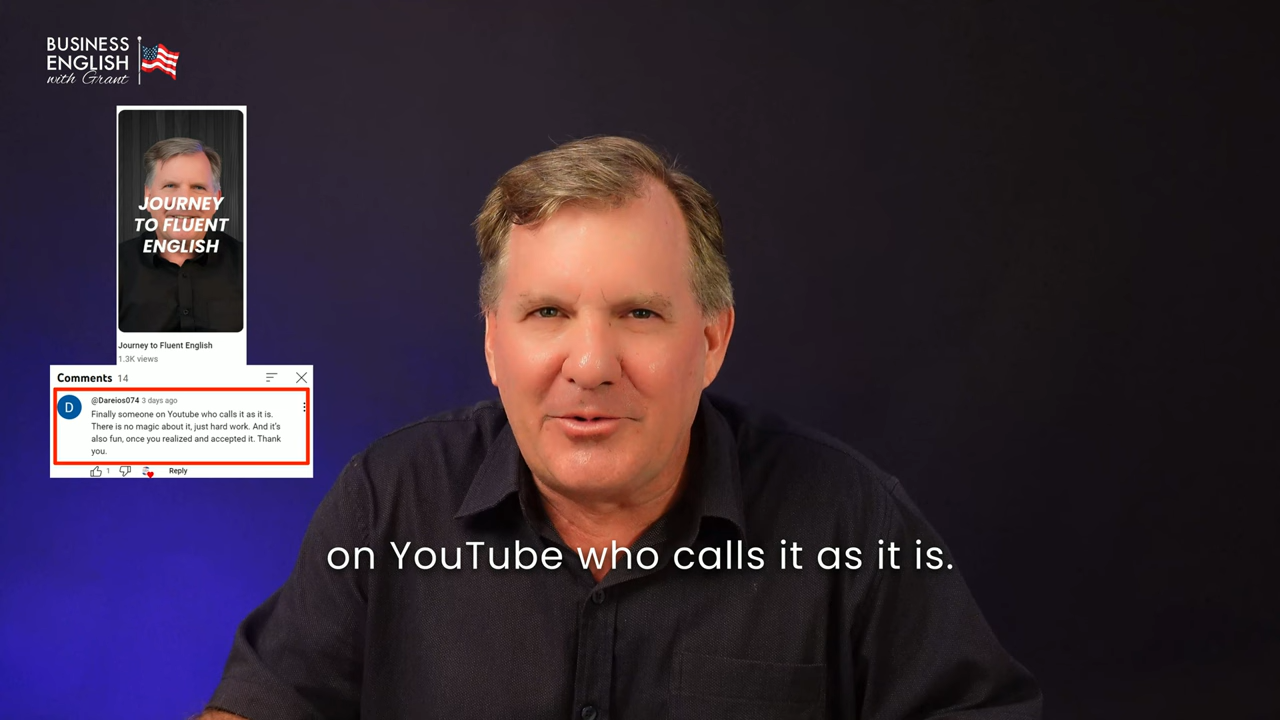 BUSINESS
ENGLISH
with Grant
JOURNEY
TO FLUENT
ENGLISH
Journey to Fluent English
1.3K views
Comments 14
D
@Dareios074 3 days ago
Finally someone on Youtube who calls it as it is.
There is no magic about it, just hard work. And it's
also fun, once you realized and accepted it. Thank
you.
1
Reply
on YouTube who calls it as it is.